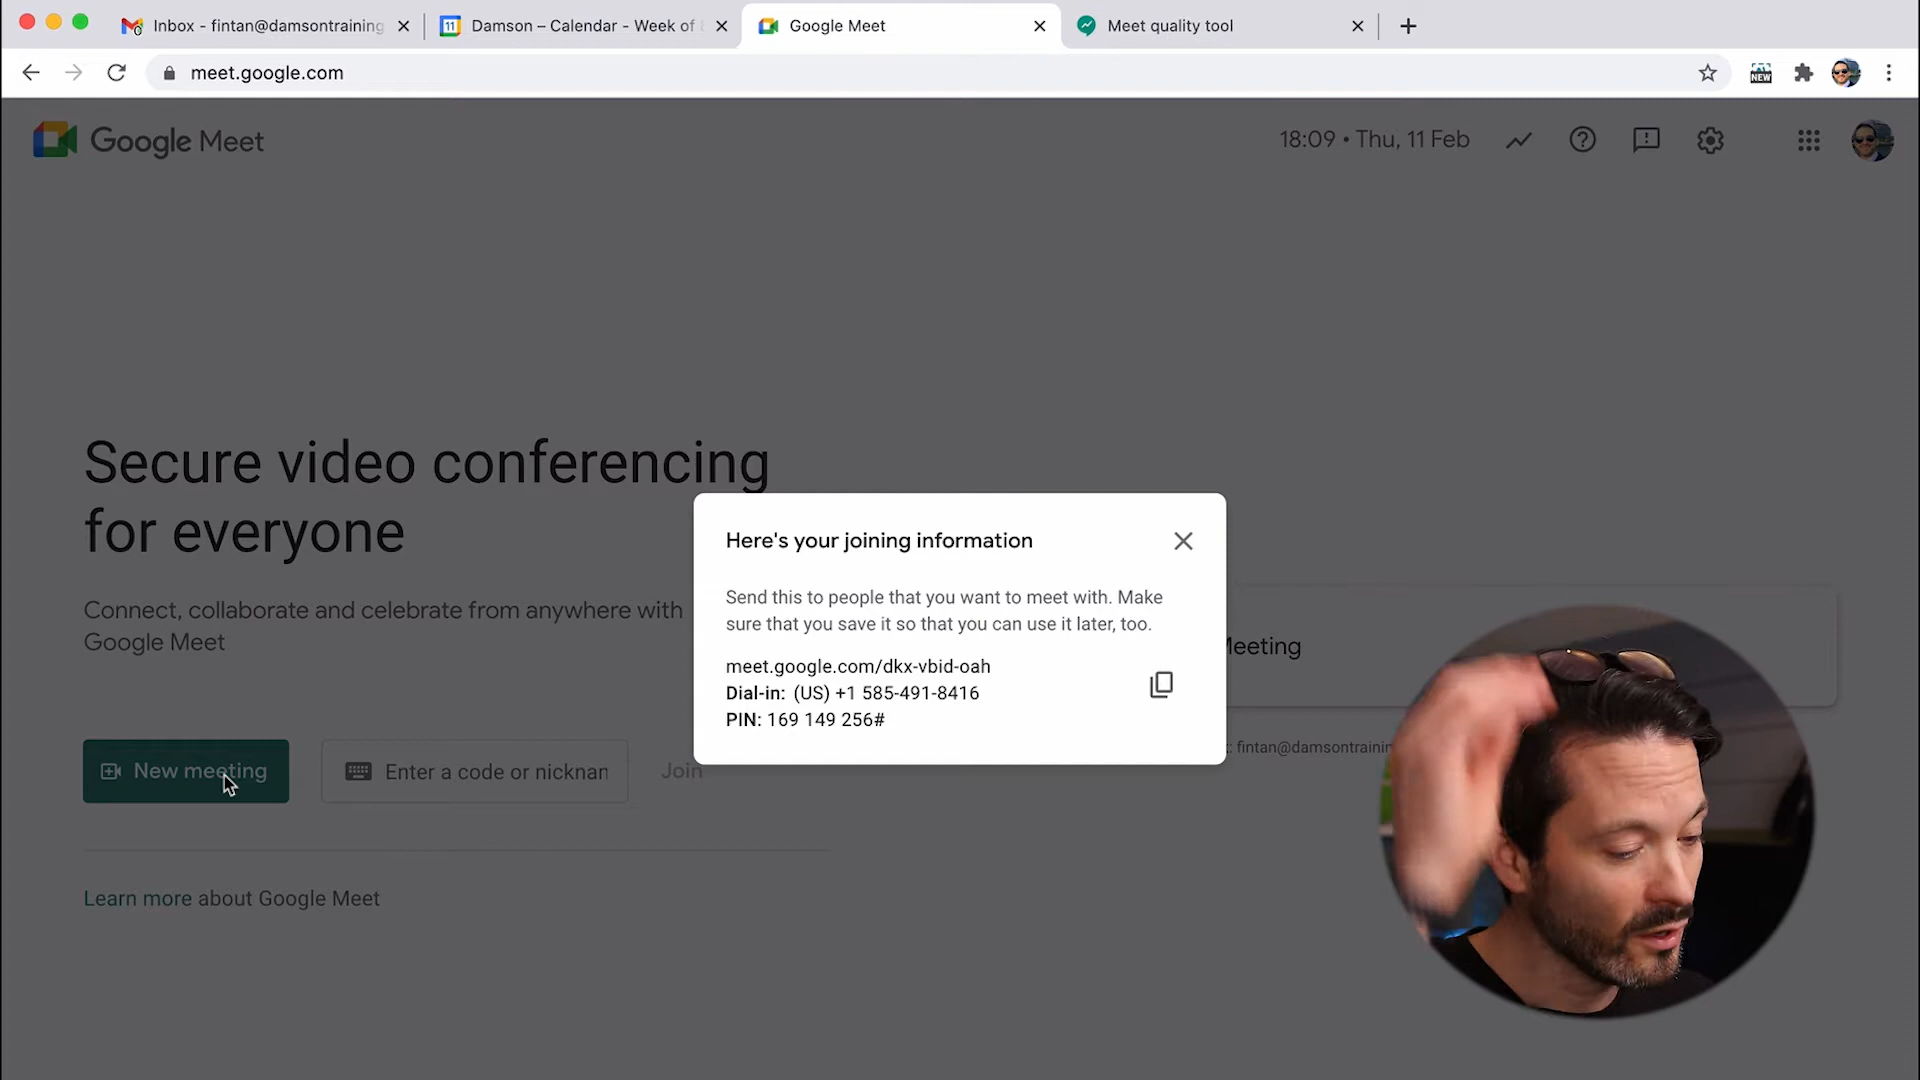 Inbox - fintan@damsontraining
Damson – Calendar - Week of
Google Meet
Meet quality tool
meet.google.com
NEW
Google Meet
18:09 • Thu, 11 Feb
Secure video conferencing
for everyone
Connect, collaborate and celebrate from anywhere with
Google Meet
New meeting
Enter a code or nicknan
Join
Learn more about Google Meet
Here's your joining information
Send this to people that you want to meet with. Make
sure that you save it so that you can use it later, too.
meet.google.com/dkx-vbid-oah
Dial-in: (US) +1 585-491-8416
PIN: 169 149 256#
Meeting
: fintan@damsontrainin